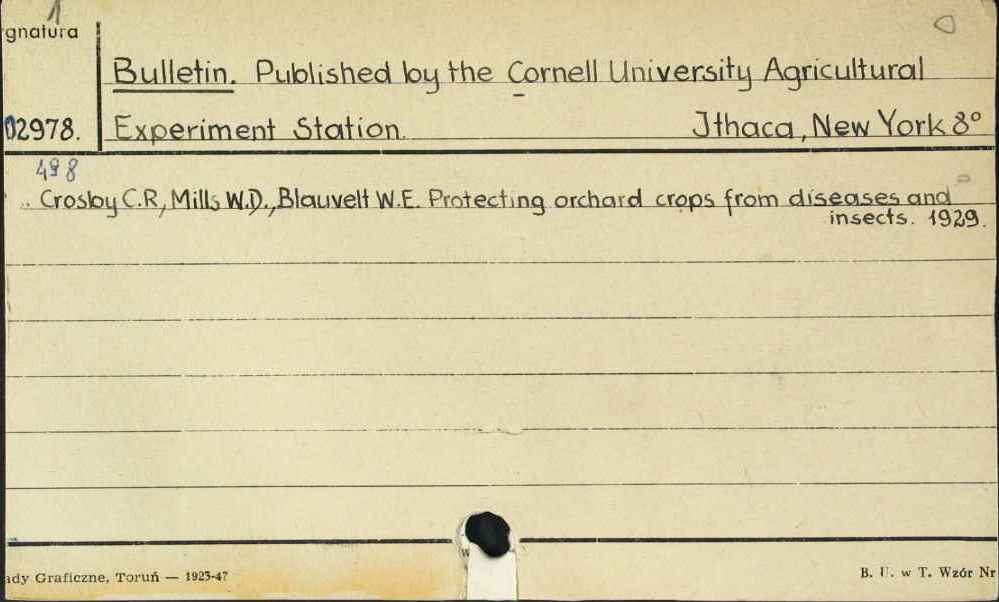 1
gnatura
Bulletin. Published by the Cornell University Agricultural
02978. Experiment Station. Ithaca, New York 8°
498
Crosby C.R., Mills W.D., Blauvelt W.E. Protecting orchard crops from diseases and
insects. 1929.
ady Graficzne, Toruń — 1923-47
B. U. w T. Wzór Nr